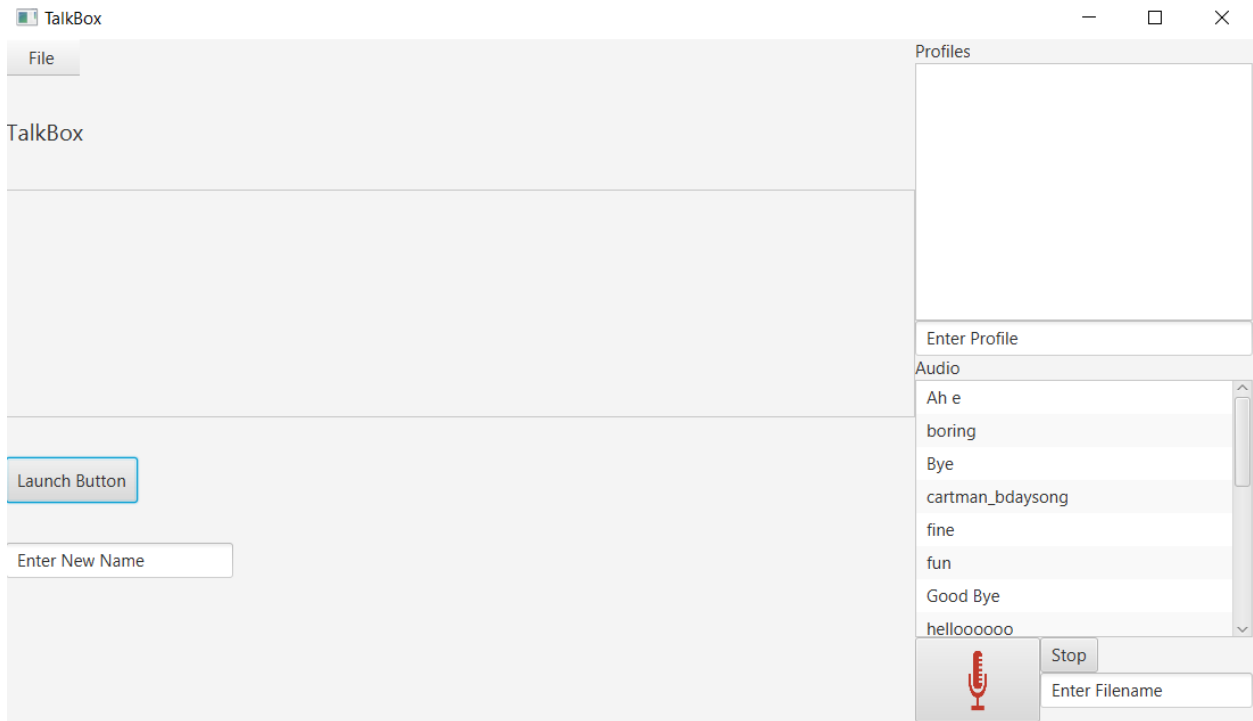 TalkBox
File
TalkBox
Launch Button
Enter New Name
Profiles
Enter Profile
Audio
Ah e
boring
Bye
cartman_bdaysong
fine
fun
Good Bye
welloooooo
Stop
Enter Filename